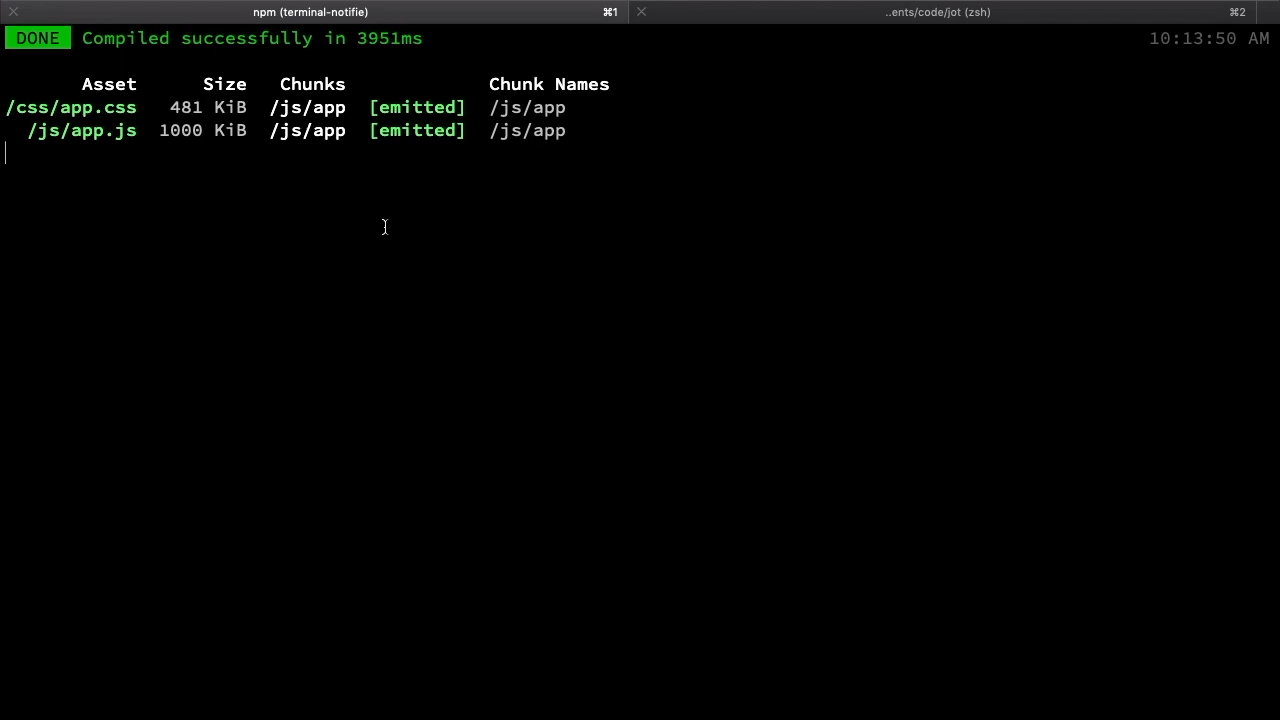 npm (terminal-notifie) ⌘1 ..ents/code/jot (zsh) ⌘2
DONE Compiled successfully in 3951ms 10:13:50 AM
Asset Size Chunks Chunk Names
/css/app.css 481 KiB /js/app [emitted] /js/app
/js/app.js 1000 KiB /js/app [emitted] /js/app